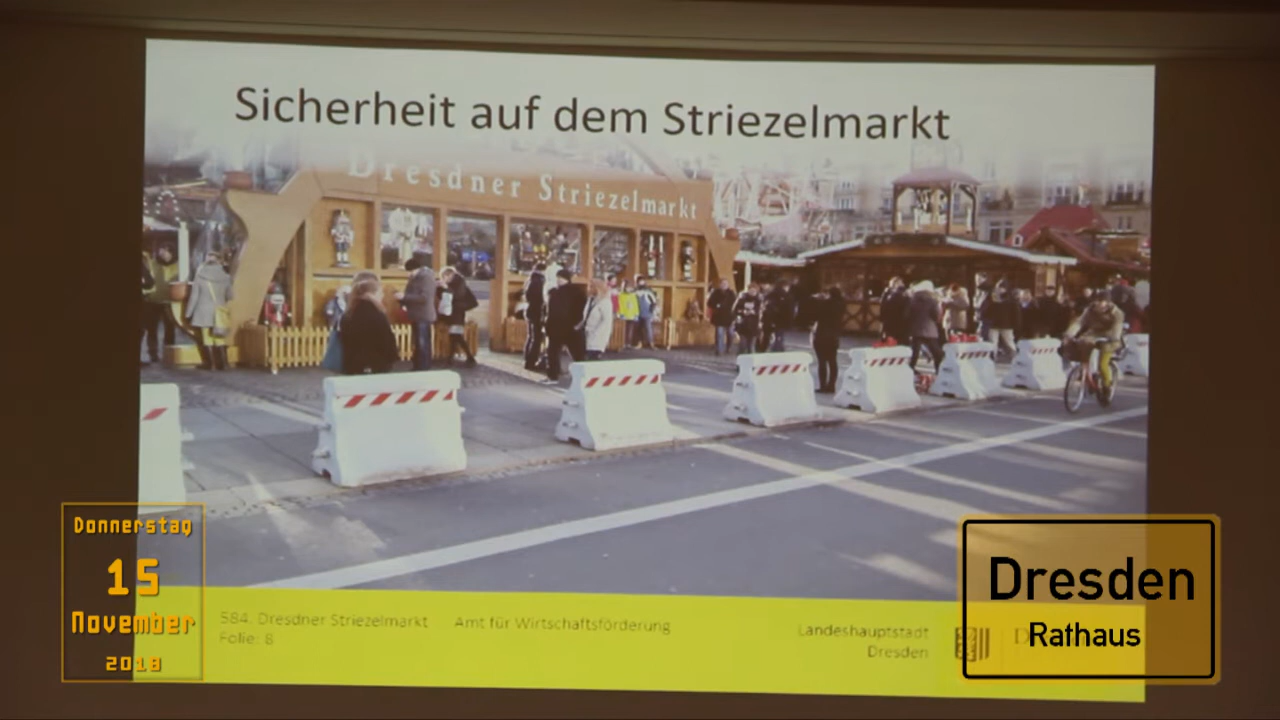 Sicherheit auf dem Striezelmarkt
Dresdner Striezelmarkt
Donnerstag
15
November
2018
584. Dresdner Striezelmarkt Amt für Wirtschaftsförderung
Folie: 8
Landeshauptstadt
Dresden
Dresden
Rathaus